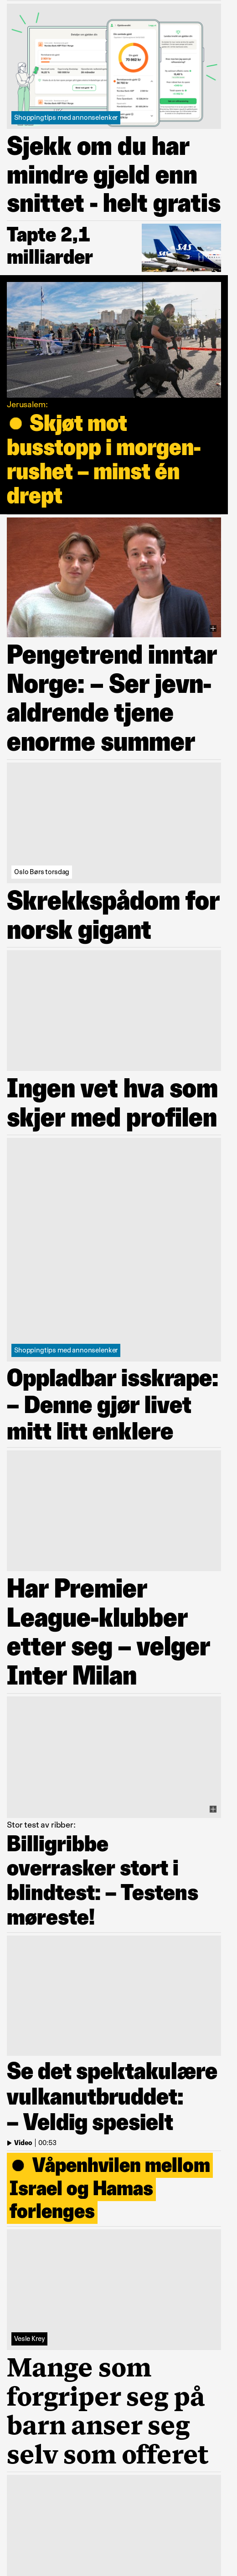 Shoppingtips med annonselenker
Sjekk om du har
mindre gjeld enn
snittet - helt gratis
Tapte 2,1
milliarder
SAS
Jerusalem:
● Skjøt mot
busstopp i morgen-
rushet – minst én
drept
Pengetrend inntar
Norge: – Ser jevn-
aldrende tjene
enorme summer
Oslo Børs torsdag
Skrekkspådom for
norsk gigant
Ingen vet hva som
skjer med profilen
Shoppingtips med annonselenker
Oppladbar isskrape:
– Denne gjør livet
mitt litt enklere
Har Premier
League-klubber
etter seg – velger
Inter Milan
Stor test av ribber:
Billigribbe
overrasker stort i
blindtest: – Testens
møreste!
Se det spektakulære
vulkanutbruddet:
– Veldig spesielt
Video | 00:53
● Våpenhvilen mellom
Israel og Hamas
forlenges
Vesle Krey
Mange som
forgriper seg på
barn anser seg
selv som offeret